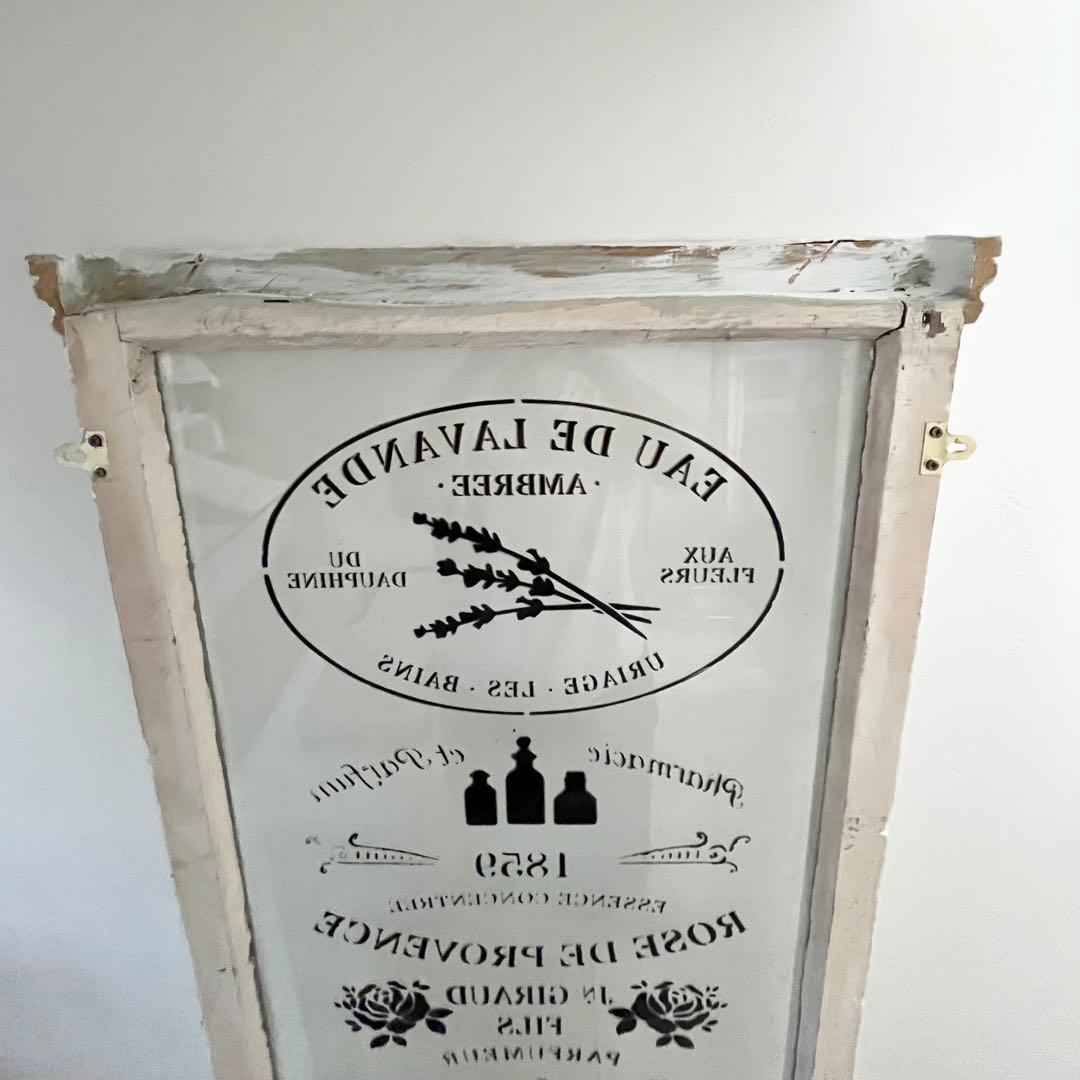 EAU DE LAVANDE
· AMBREE ·
AUX FLEURS
DU DAUPHINE
URIAGE · LES · BAINS
Pharmacie et Parfum
1859
ESSENCE CONCENTREE
ROSE DE PROVENCE
JN GIRAUD
FILS
PARFUMEUR